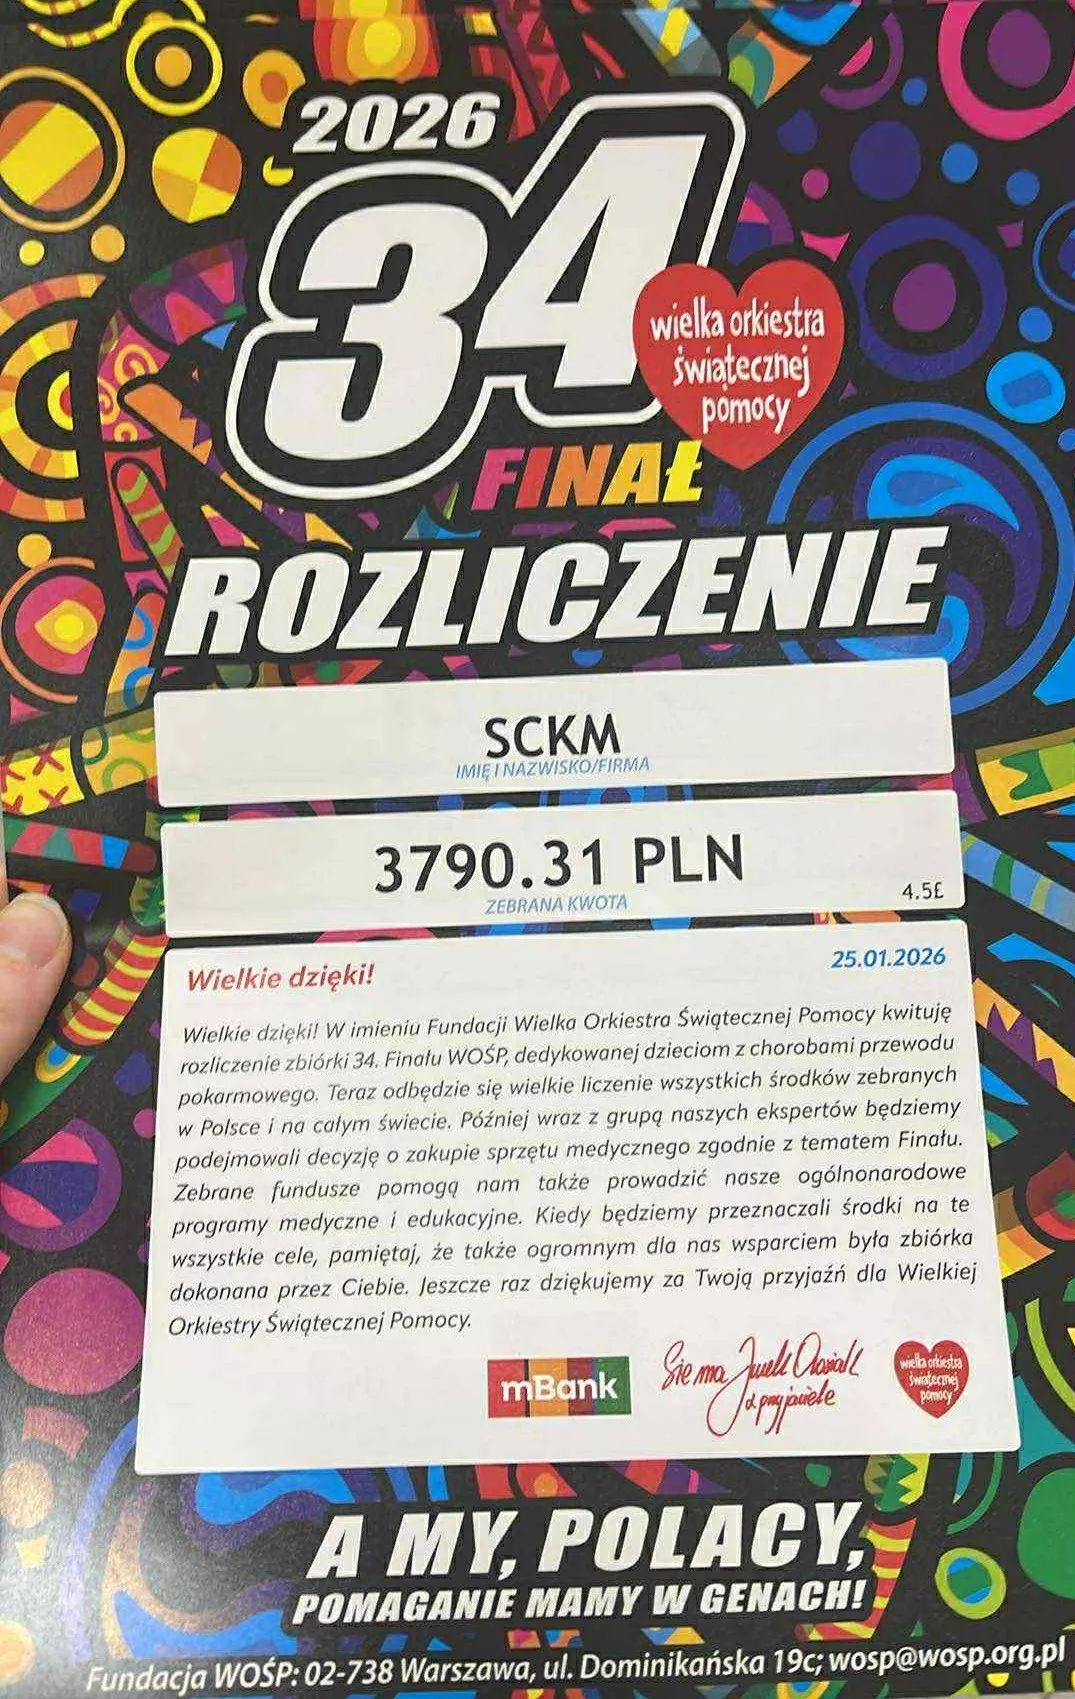 2026
34
wielka orkiestra
świątecznej
pomocy
FINAŁ
ROZLICZENIE
SCKM
IMIĘ I NAZWISKO/FIRMA
3790.31 PLN
ZEBRANA KWOTA
4.5£
Wielkie dzięki!
25.01.2026
Wielkie dzięki! W imieniu Fundacji Wielka Orkiestra Świątecznej Pomocy kwituję
rozliczenie zbiórki 34. Finału WOŚP, dedykowanej dzieciom z chorobami przewodu
pokarmowego. Teraz odbędzie się wielkie liczenie wszystkich środków zebranych
w Polsce i na całym świecie. Później wraz z grupą naszych ekspertów będziemy
podejmowali decyzję o zakupie sprzętu medycznego zgodnie z tematem Finału.
Zebrane fundusze pomogą nam także prowadzić nasze ogólnonarodowe
programy medyczne i edukacyjne. Kiedy będziemy przeznaczali środki na te
wszystkie cele, pamiętaj, że także ogromnym dla nas wsparciem była zbiórka
dokonana przez Ciebie. Jeszcze raz dziękujemy za Twoją przyjaźń dla Wielkiej
Orkiestry Świątecznej Pomocy.
mBank
Siema Jurek Owsiak
z przyjaciele
wielka orkiestra
świątecznej
pomocy
A MY, POLACY,
POMAGANIE MAMY W GENACH!
Fundacja WOŚP: 02-738 Warszawa, ul. Dominikańska 19c; wosp@wosp.org.pl